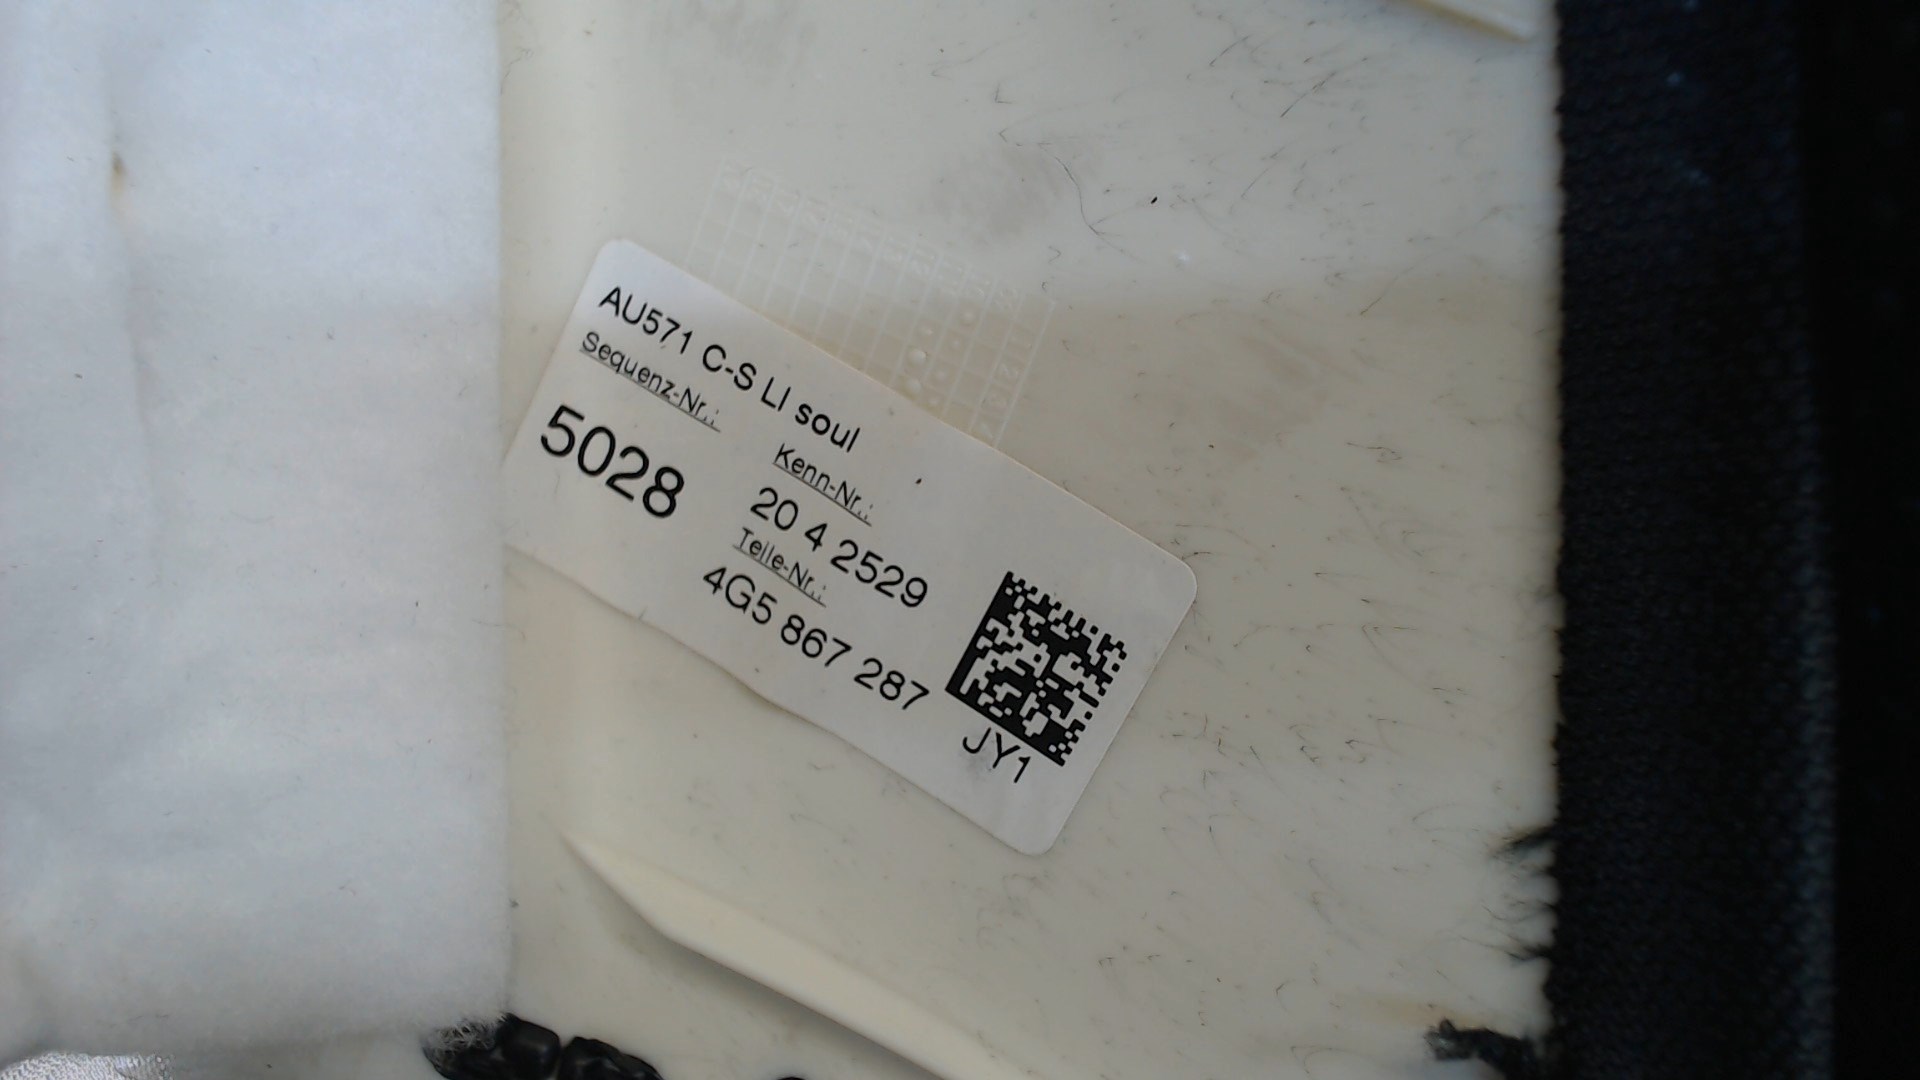 AU571 C-S LI soul
Sequenz-Nr.:
5028
Kenn-Nr.:
20 4 2529
Teile-Nr.:
4G5 867 287
JY1